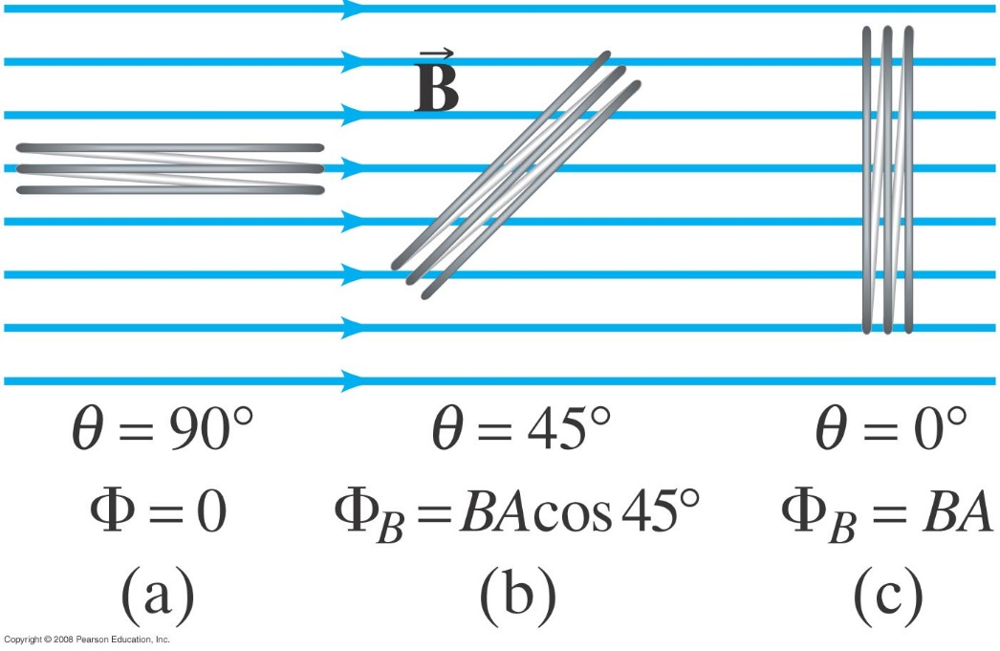 B
θ = 90° θ = 45° θ = 0°
Φ = 0 Φ_B = BA cos 45° Φ_B = BA
(a) (b) (c)
Copyright © 2008 Pearson Education, Inc.